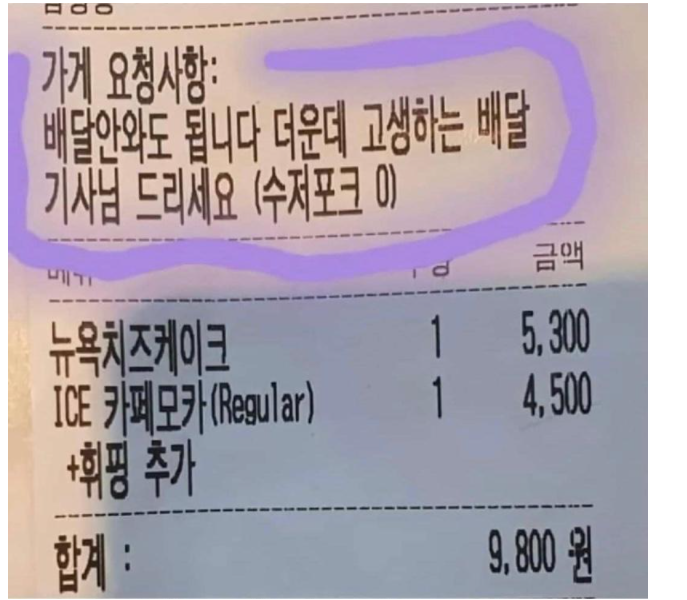 가게 요청사항:
배달안와도 됩니다 더운데 고생하는 배달
기사님 드리세요 (수저포크 O)
금액
뉴욕치즈케이크 1 5,300
ICE 카페모카(Regular) 1 4,500
+휘핑 추가
합계 : 9,800 원